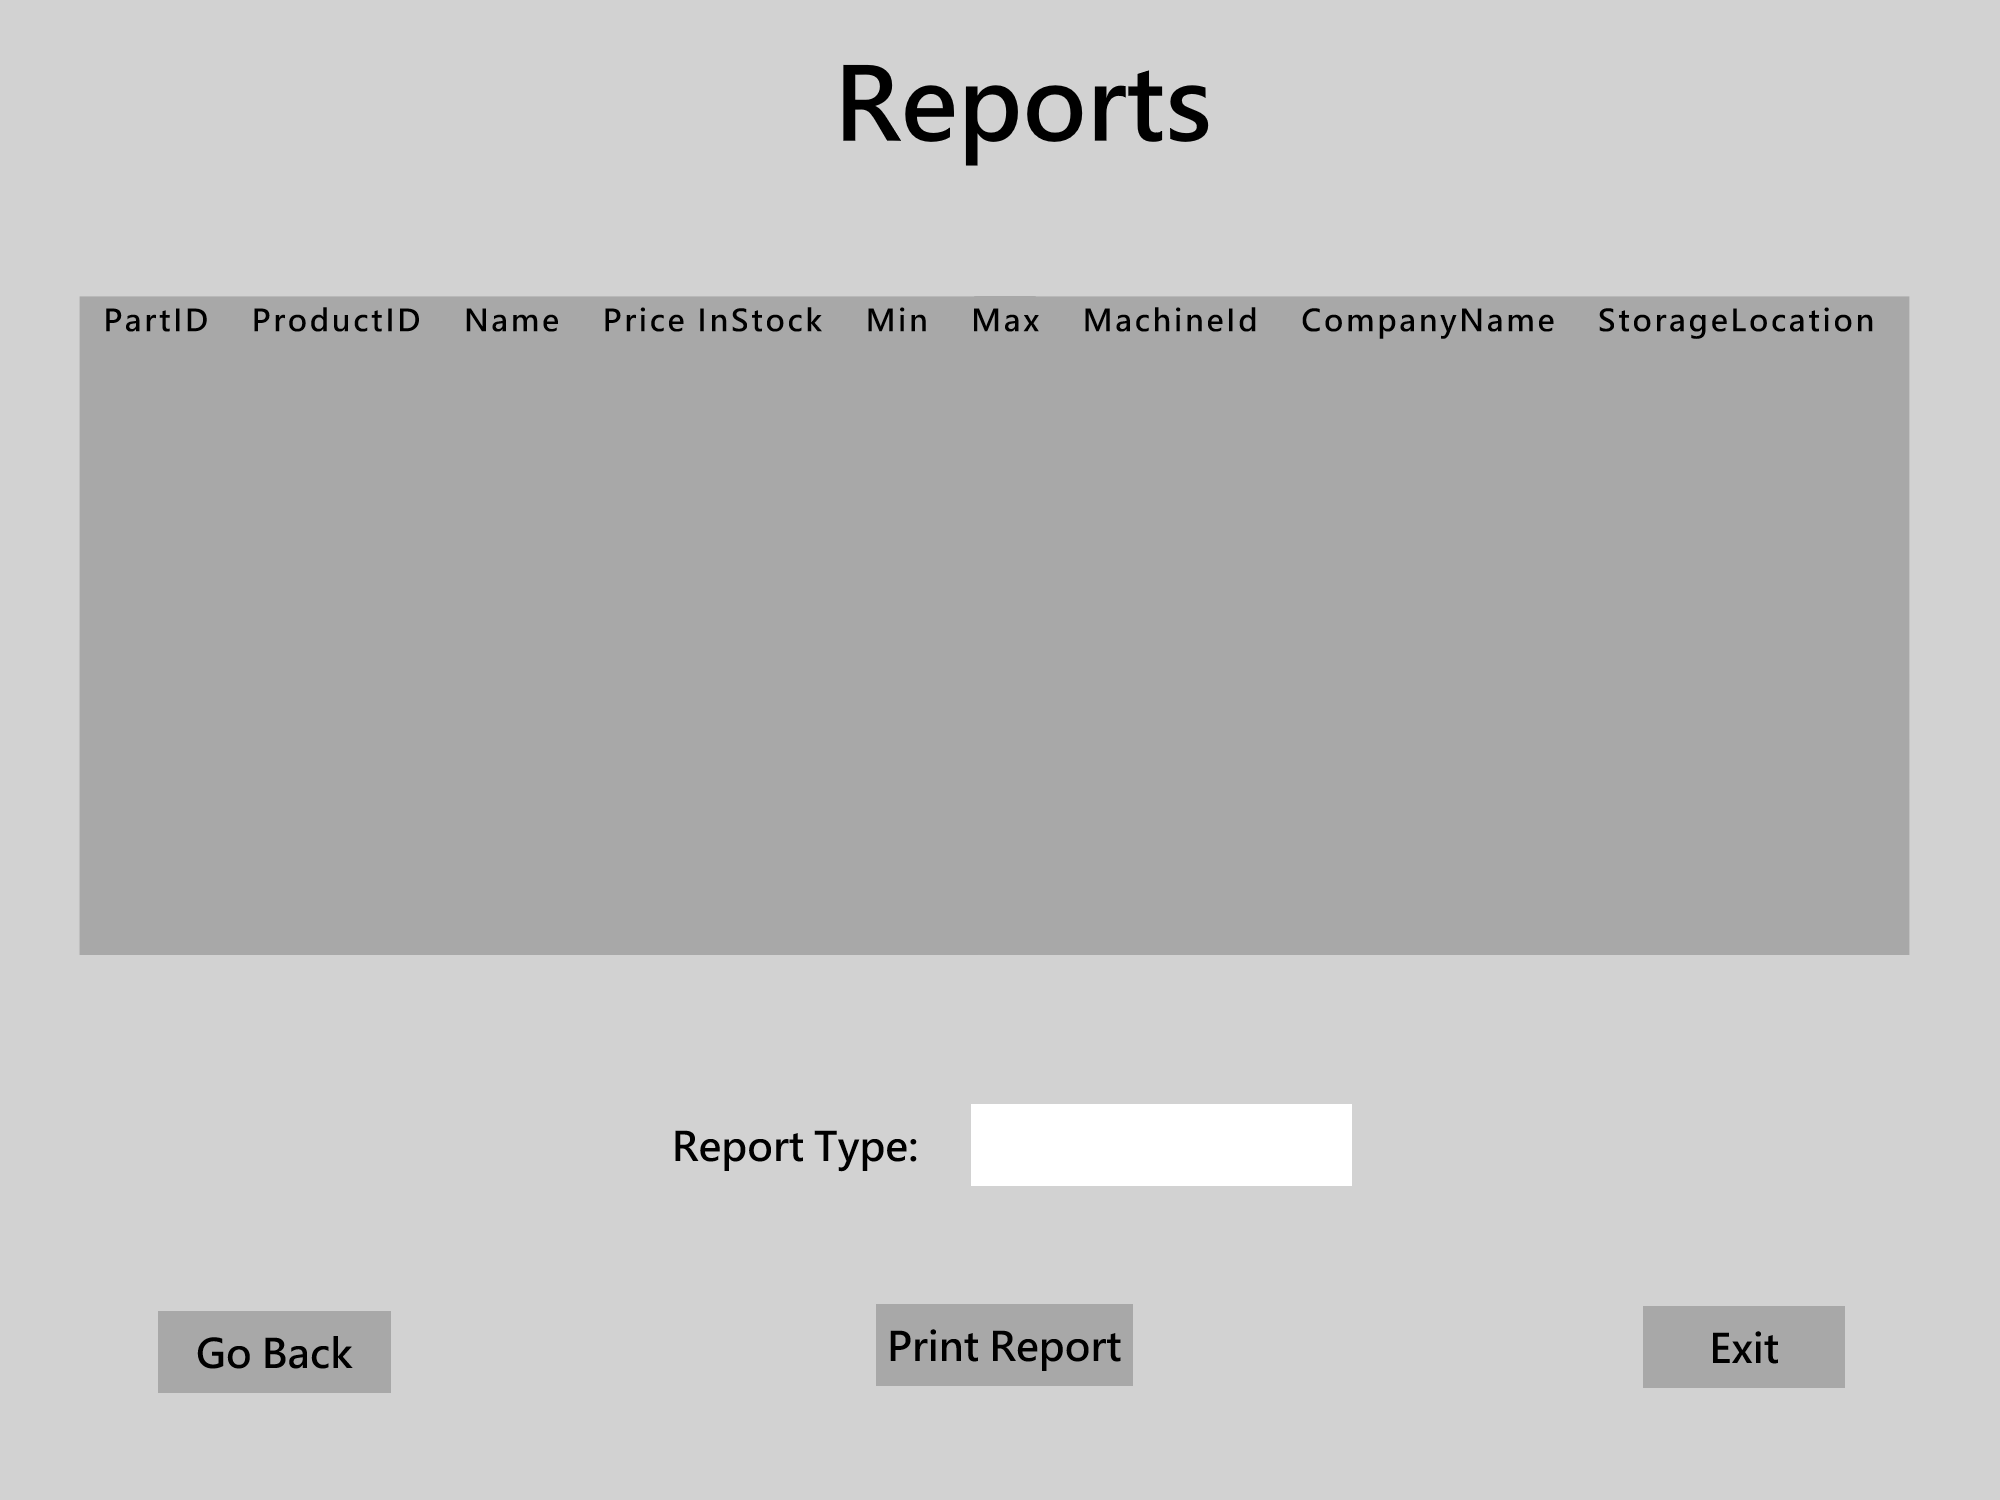 Reports
PartID ProductID Name Price InStock Min Max MachineId CompanyName StorageLocation
Report Type:
Go Back Print Report Exit